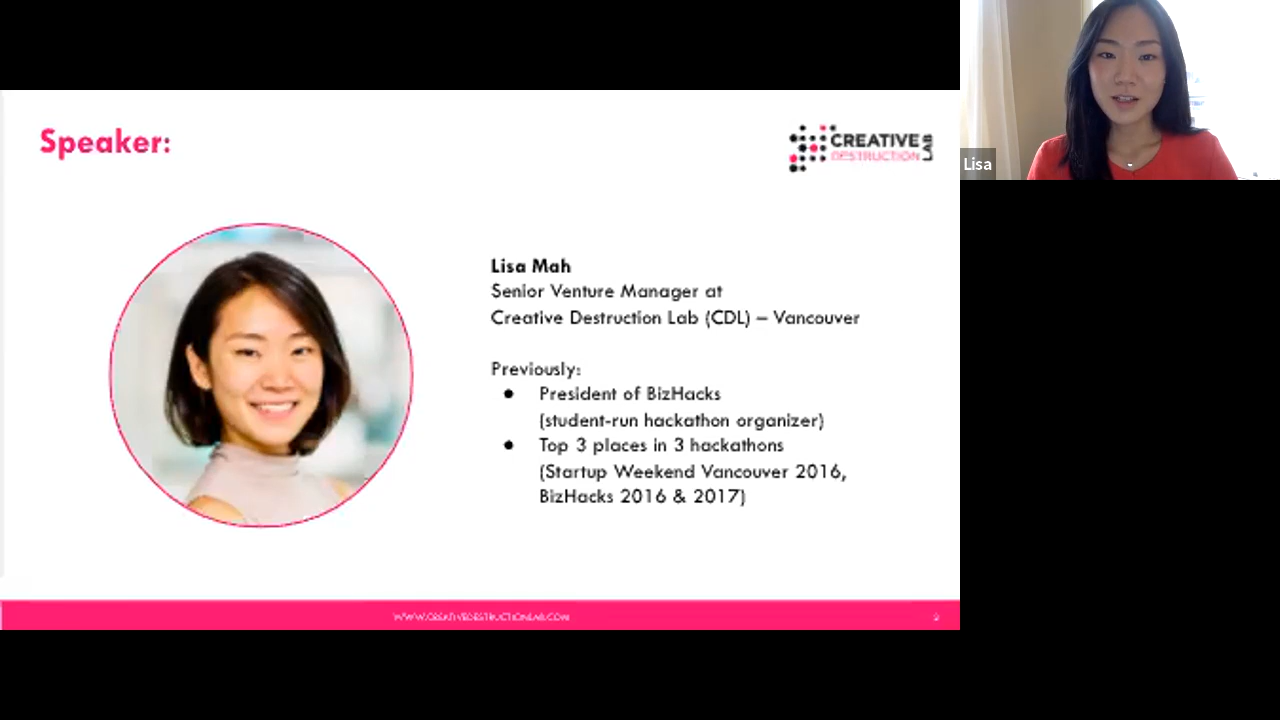 Speaker:
CREATIVE
DESTRUCTION
LAB
Lisa
Lisa Mah
Senior Venture Manager at
Creative Destruction Lab (CDL) – Vancouver
Previously:
● President of BizHacks
(student-run hackathon organizer)
● Top 3 places in 3 hackathons
(Startup Weekend Vancouver 2016,
BizHacks 2016 & 2017)
WWW.CREATIVEDESTRUCTIONLAB.COM